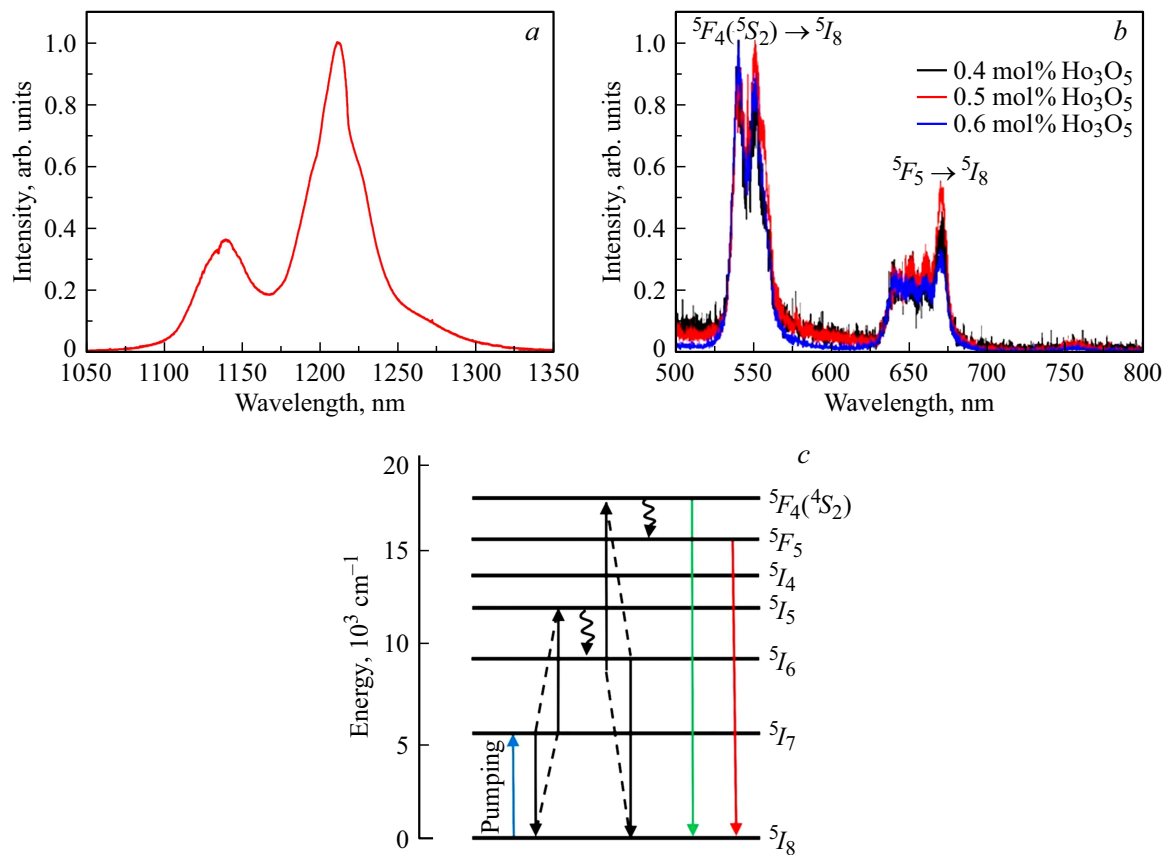 a
1.0
0.8
0.6
0.4
0.2
0
Intensity, arb. units
1050 1100 1150 1200 1250 1300 1350
Wavelength, nm
b
⁵F₄(⁵S₂) → ⁵I₈
0.4 mol% Ho₃O₅
0.5 mol% Ho₃O₅
0.6 mol% Ho₃O₅
⁵F₅ → ⁵I₈
1.0
0.8
0.6
0.4
0.2
0
Intensity, arb. units
500 550 600 650 700 750 800
Wavelength, nm
c
20
15
10
5
0
Energy, 10³ cm⁻¹
⁵F₄(⁴S₂)
⁵F₅
⁵I₄
⁵I₅
⁵I₆
⁵I₇
⁵I₈
Pumping